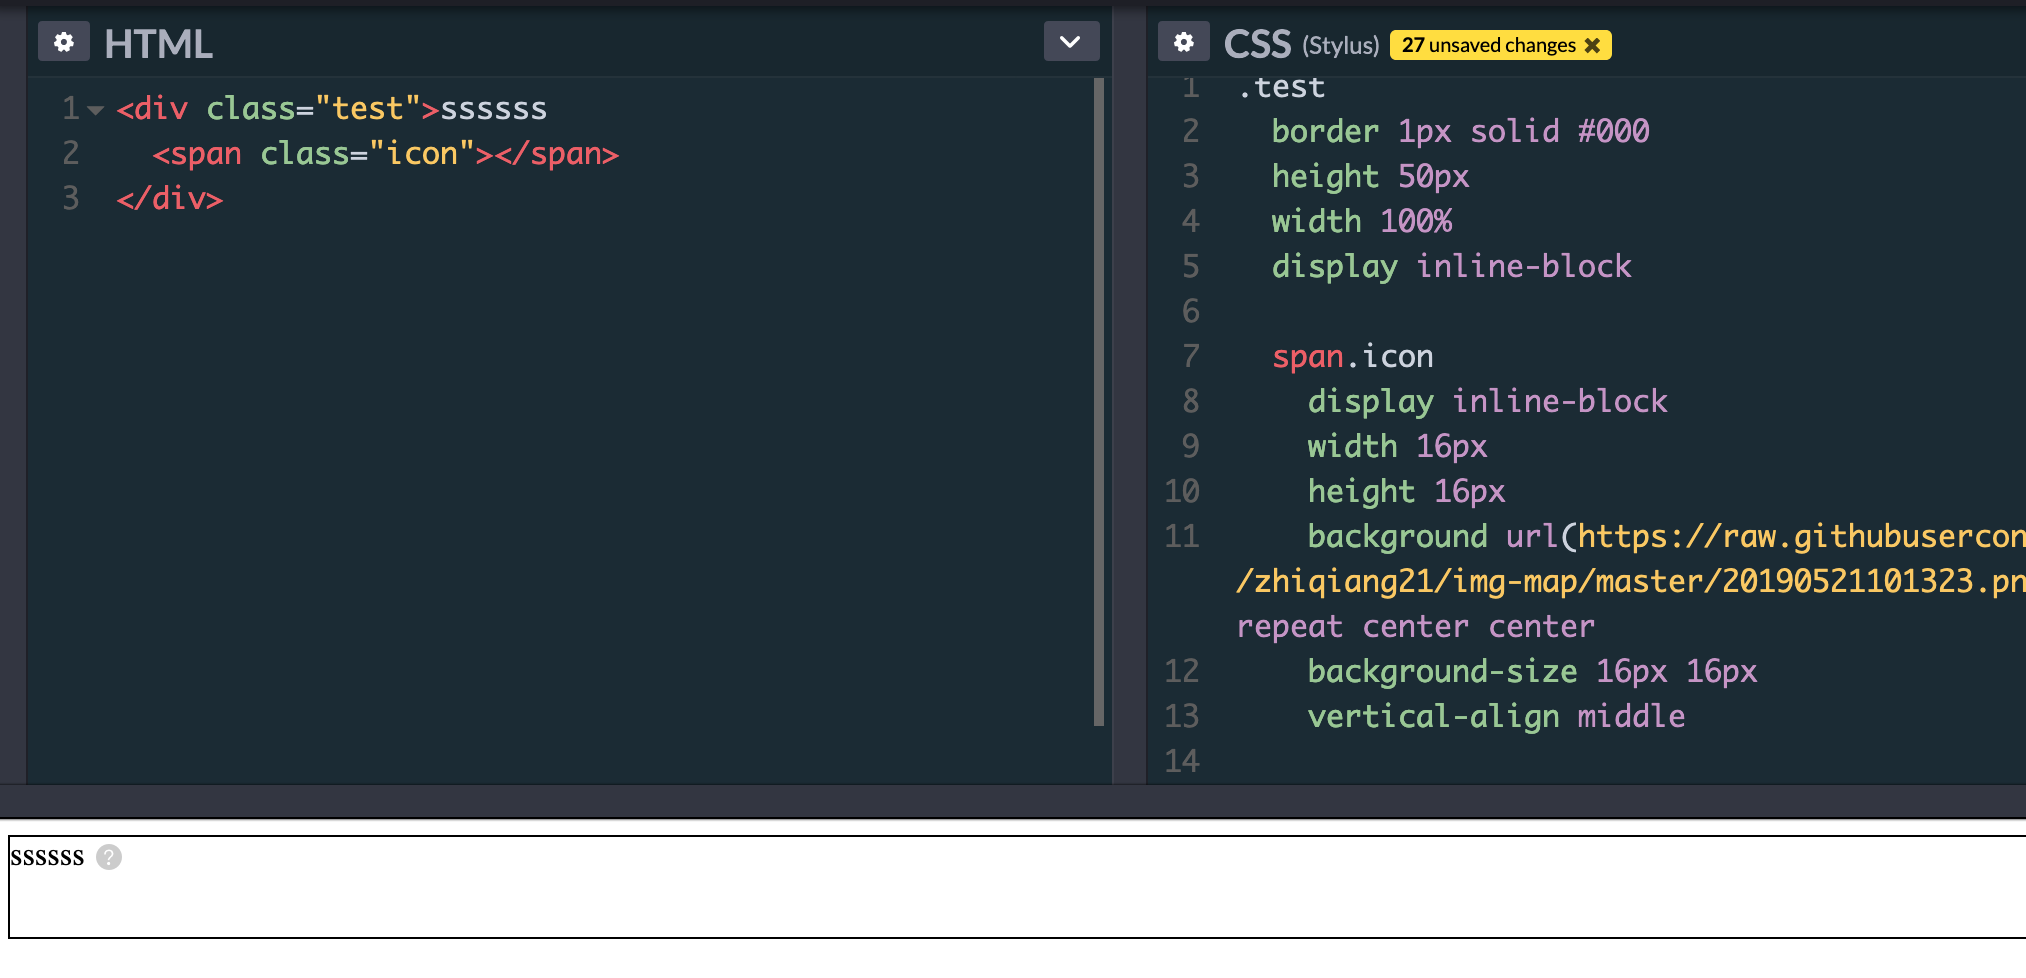 HTML
1 <div class="test">ssssss
2 <span class="icon"></span>
3 </div>
CSS (Stylus) 27 unsaved changes ✖
1 .test
2 border 1px solid #000
3 height 50px
4 width 100%
5 display inline-block
6
7 span.icon
8 display inline-block
9 width 16px
10 height 16px
11 background url(https://raw.githubusercon
/zhiqiang21/img-map/master/20190521101323.pn
repeat center center
12 background-size 16px 16px
13 vertical-align middle
14
ssssss ?